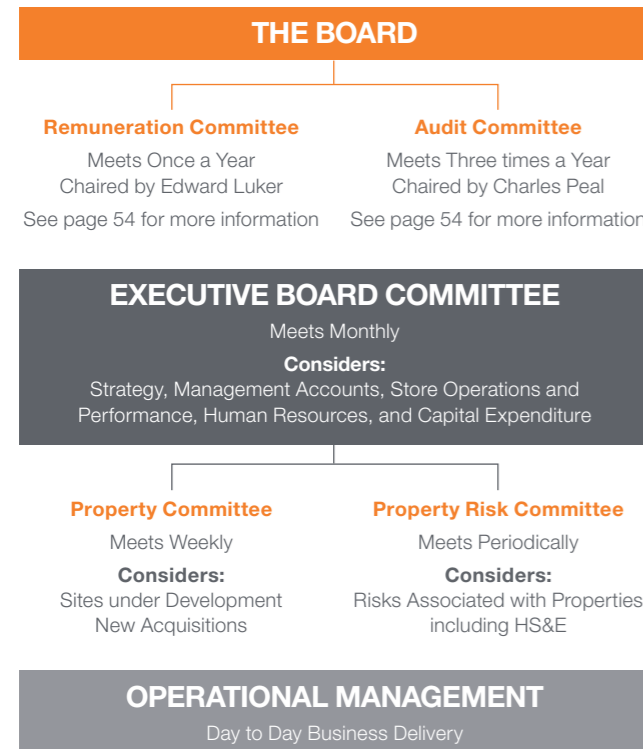 THE BOARD
Remuneration Committee
Meets Once a Year
Chaired by Edward Luker
See page 54 for more information
Audit Committee
Meets Three times a Year
Chaired by Charles Peal
See page 54 for more information
EXECUTIVE BOARD COMMITTEE
Meets Monthly
Considers:
Strategy, Management Accounts, Store Operations and
Performance, Human Resources, and Capital Expenditure
Property Committee
Meets Weekly
Considers:
Sites under Development
New Acquisitions
Property Risk Committee
Meets Periodically
Considers:
Risks Associated with Properties
including HS&E
OPERATIONAL MANAGEMENT
Day to Day Business Delivery